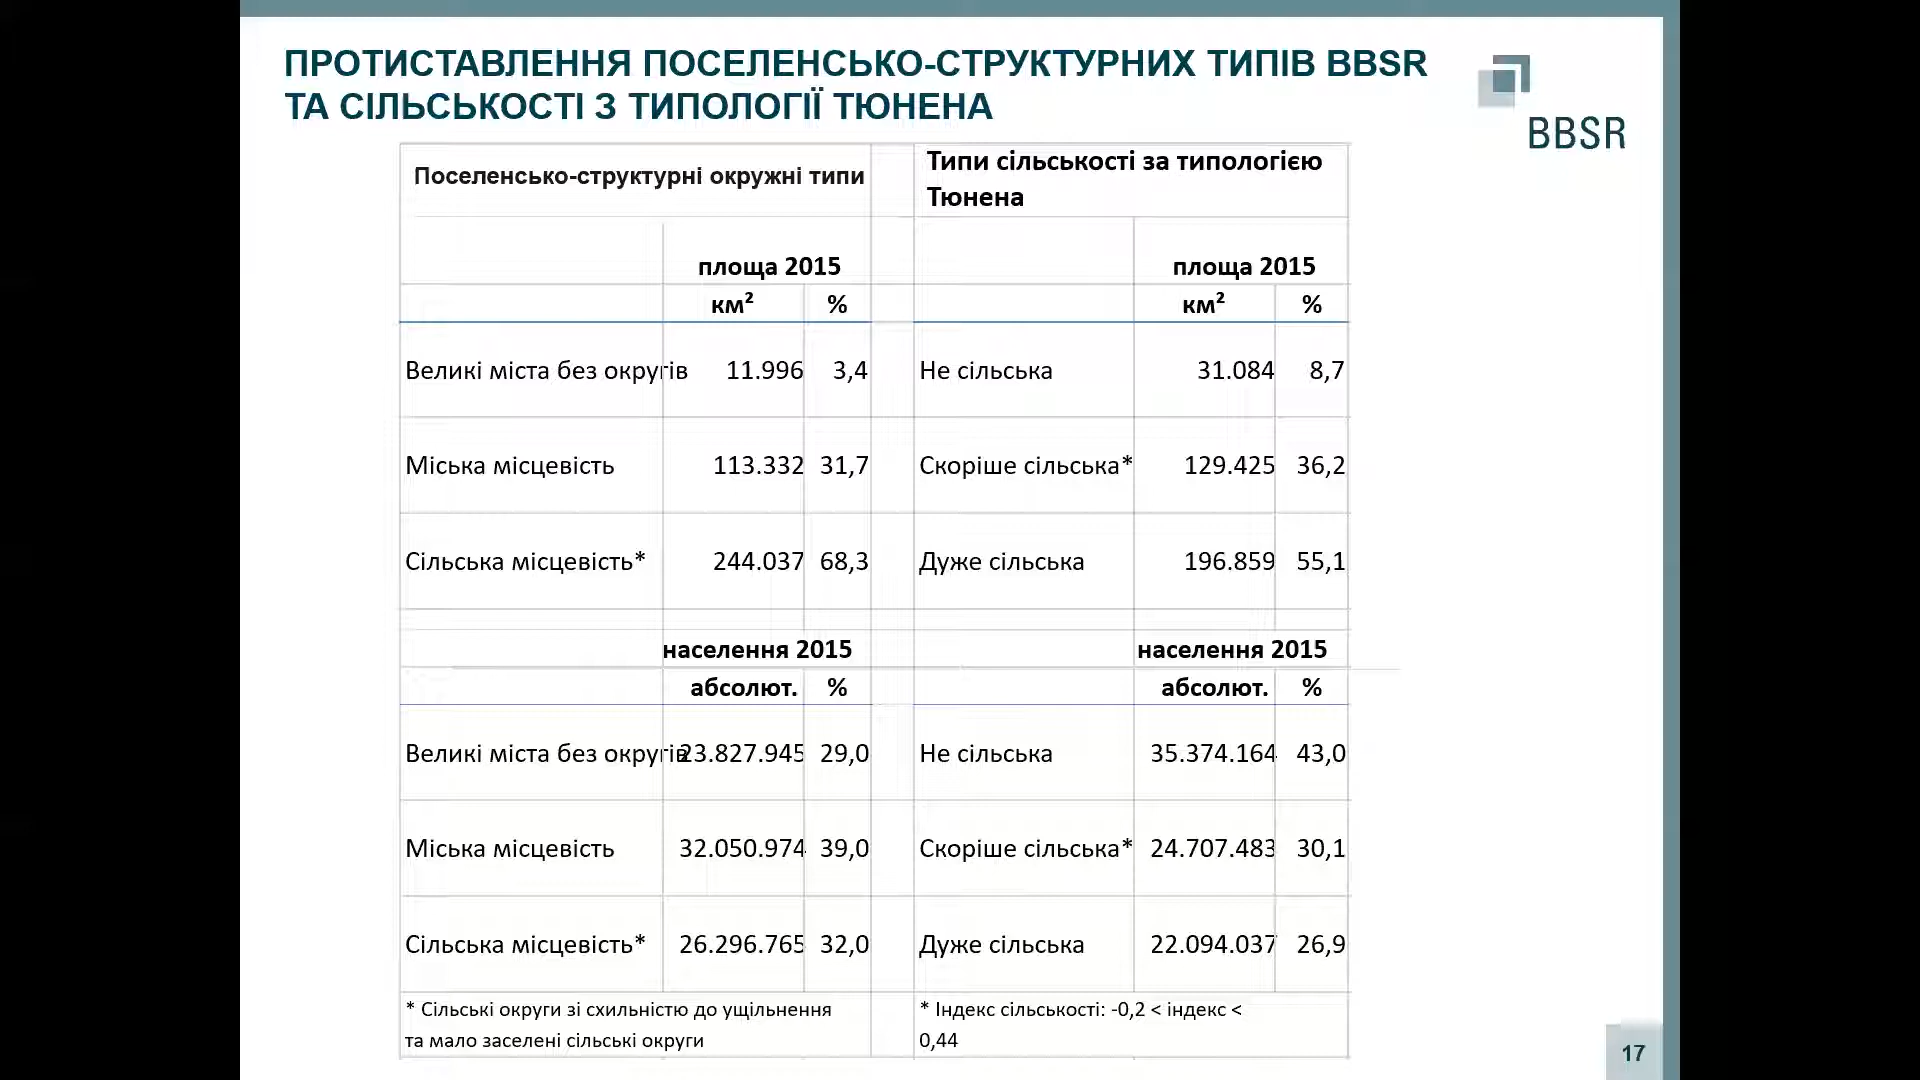 ПРОТИСТАВЛЕННЯ ПОСЕЛЕНСЬКО-СТРУКТУРНИХ ТИПІВ BBSR
ТА СІЛЬСЬКОСТІ З ТИПОЛОГІЇ ТЮНЕНА
BBSR
Поселенсько-структурні окружні типи
Типи сільськості за типологією
Тюнена
площа 2015 площа 2015
км² % км² %
Великі міста без округів 11.996 3,4 Не сільська 31.084 8,7
Міська місцевість 113.332 31,7 Скоріше сільська* 129.425 36,2
Сільська місцевість* 244.037 68,3 Дуже сільська 196.859 55,1
населення 2015 населення 2015
абсолют. % абсолют. %
Великі міста без округів 23.827.945 29,0 Не сільська 35.374.164 43,0
Міська місцевість 32.050.974 39,0 Скоріше сільська* 24.707.483 30,1
Сільська місцевість* 26.296.765 32,0 Дуже сільська 22.094.037 26,9
* Сільські округи зі схильністю до ущільнення
та мало заселені сільські округи
* Індекс сільськості: -0,2 < індекс <
0,44
17